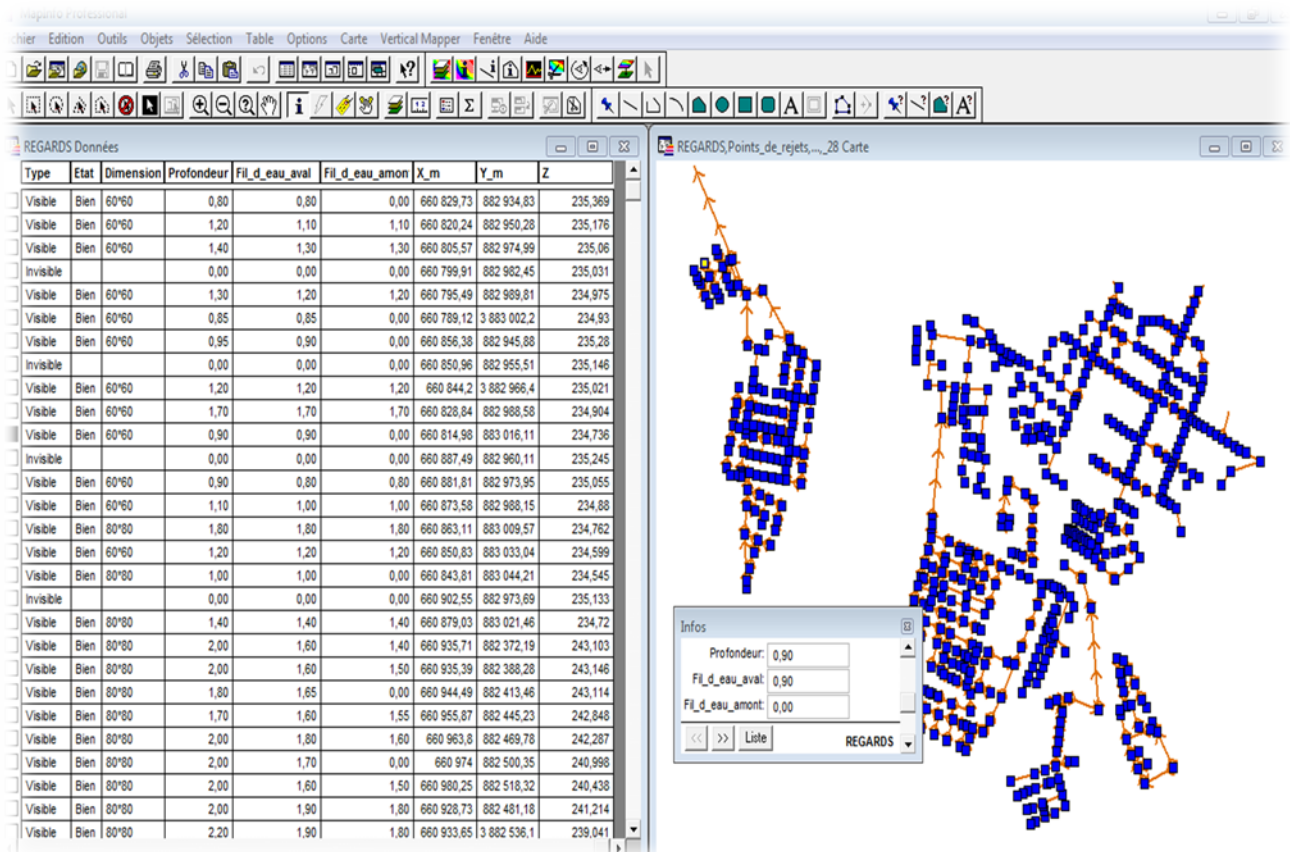 MapInfo Professional
chier Edition Outils Objets Sélection Table Options Carte Vertical Mapper Fenêtre Aide
REGARDS Données
Type Etat Dimension Profondeur Fil_d_eau_aval Fil_d_eau_amon X_m Y_m Z
Visible Bien 60*60 0,80 0,80 0,00 660 829,73 882 934,83 235,369
Visible Bien 60*60 1,20 1,10 1,10 660 820,24 882 950,28 235,176
Visible Bien 60*60 1,40 1,30 1,30 660 805,57 882 974,99 235,06
Invisible 0,00 0,00 0,00 660 799,91 882 982,45 235,031
Visible Bien 60*60 1,30 1,20 1,20 660 795,49 882 989,81 234,975
Visible Bien 60*60 0,85 0,85 0,00 660 789,12 3 883 002,2 234,93
Visible Bien 60*60 0,95 0,90 0,00 660 856,38 882 945,88 235,28
Invisible 0,00 0,00 0,00 660 850,96 882 955,51 235,146
Visible Bien 60*60 1,20 1,20 1,20 660 844,2 3 882 966,4 235,021
Visible Bien 60*60 1,70 1,70 1,70 660 828,84 882 988,58 234,904
Visible Bien 60*60 0,90 0,90 0,00 660 814,98 883 016,11 234,736
Invisible 0,00 0,00 0,00 660 887,49 882 960,11 235,245
Visible Bien 60*60 0,90 0,80 0,80 660 881,81 882 973,95 235,055
Visible Bien 60*60 1,10 1,00 1,00 660 873,58 882 988,15 234,88
Visible Bien 80*80 1,80 1,80 1,80 660 863,11 883 009,57 234,762
Visible Bien 60*60 1,20 1,20 1,20 660 850,83 883 033,04 234,599
Visible Bien 80*80 1,00 1,00 0,00 660 843,81 883 044,21 234,545
Invisible 0,00 0,00 0,00 660 902,55 882 973,69 235,133
Visible Bien 80*80 1,40 1,40 1,40 660 879,03 883 021,46 234,72
Visible Bien 80*80 2,00 1,60 1,40 660 935,71 882 372,19 243,103
Visible Bien 80*80 2,00 1,60 1,50 660 935,39 882 388,28 243,146
Visible Bien 80*80 1,80 1,65 0,00 660 944,49 882 413,46 243,114
Visible Bien 80*80 1,70 1,60 1,55 660 955,87 882 445,23 242,848
Visible Bien 80*80 2,00 1,80 1,60 660 963,8 882 469,78 242,287
Visible Bien 80*80 2,00 1,70 0,00 660 974 882 500,35 240,998
Visible Bien 80*80 2,00 1,60 1,50 660 980,25 882 518,32 240,438
Visible Bien 80*80 2,00 1,90 1,80 660 928,73 882 481,18 241,214
Visible Bien 80*80 2,20 1,90 1,80 660 933,65 3 882 536,1 239,041
REGARDS,Points_de_rejets,...,_28 Carte
Infos
Profondeur: 0,90
Fil_d_eau_aval: 0,90
Fil_d_eau_amont: 0,00
<< >> Liste REGARDS